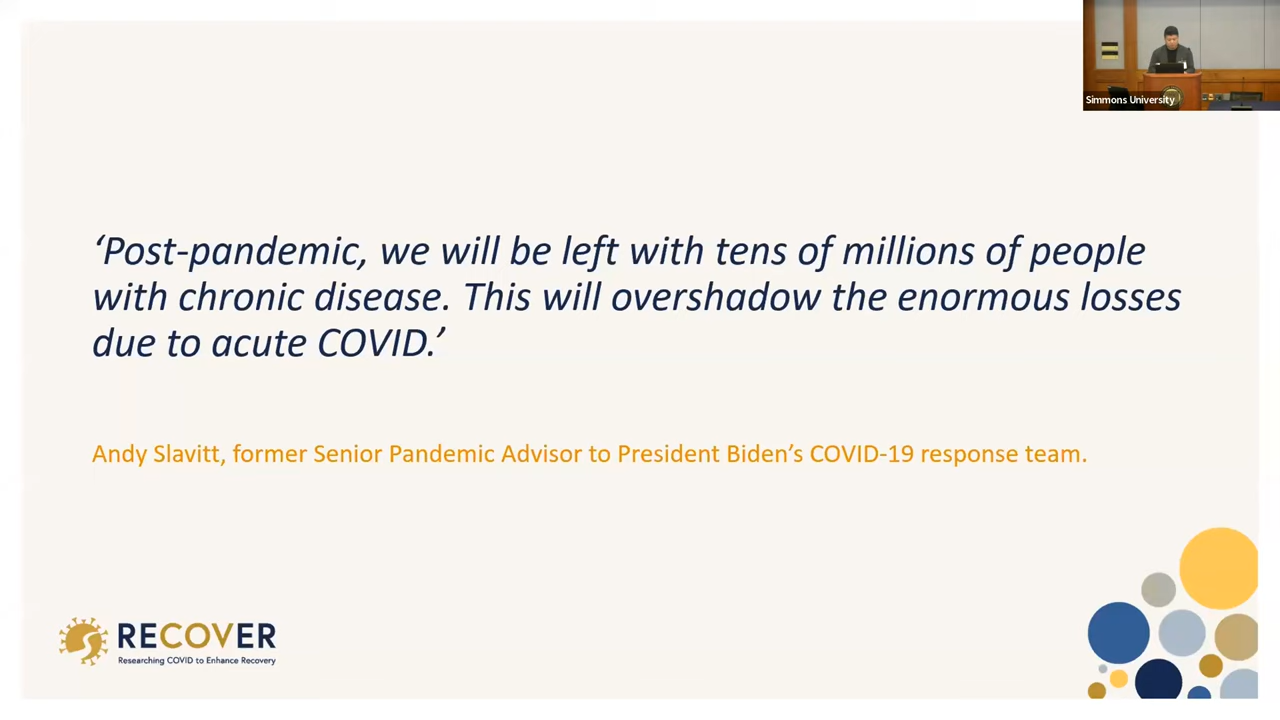 Simmons University
‘Post-pandemic, we will be left with tens of millions of people
with chronic disease. This will overshadow the enormous losses
due to acute COVID.’
Andy Slavitt, former Senior Pandemic Advisor to President Biden’s COVID-19 response team.
RECOVER
Researching COVID to Enhance Recovery